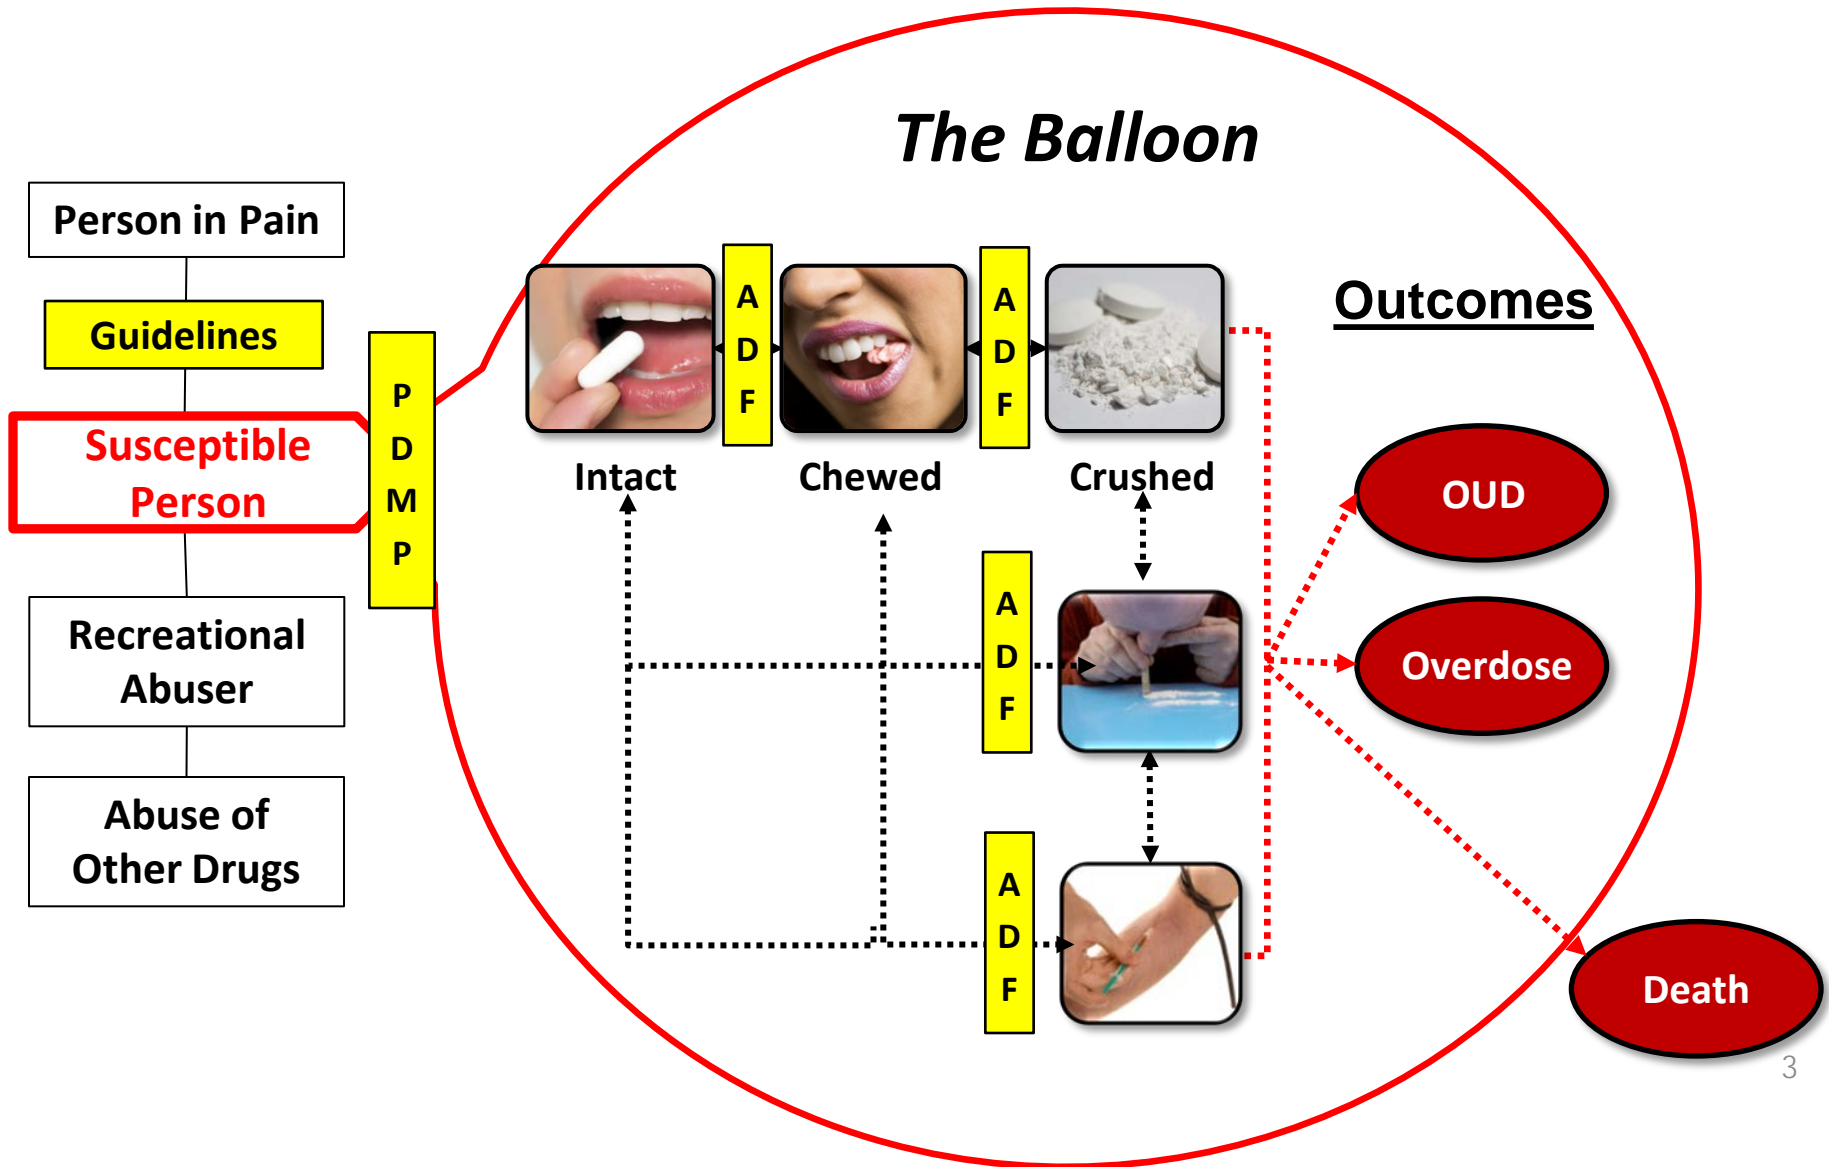 The Balloon
Person in Pain
Guidelines
Susceptible
Person
Recreational
Abuser
Abuse of
Other Drugs
P
D
M
P
A
D
F
A
D
F
Intact
Chewed
Crushed
A
D
F
A
D
F
Outcomes
OUD
Overdose
Death
3